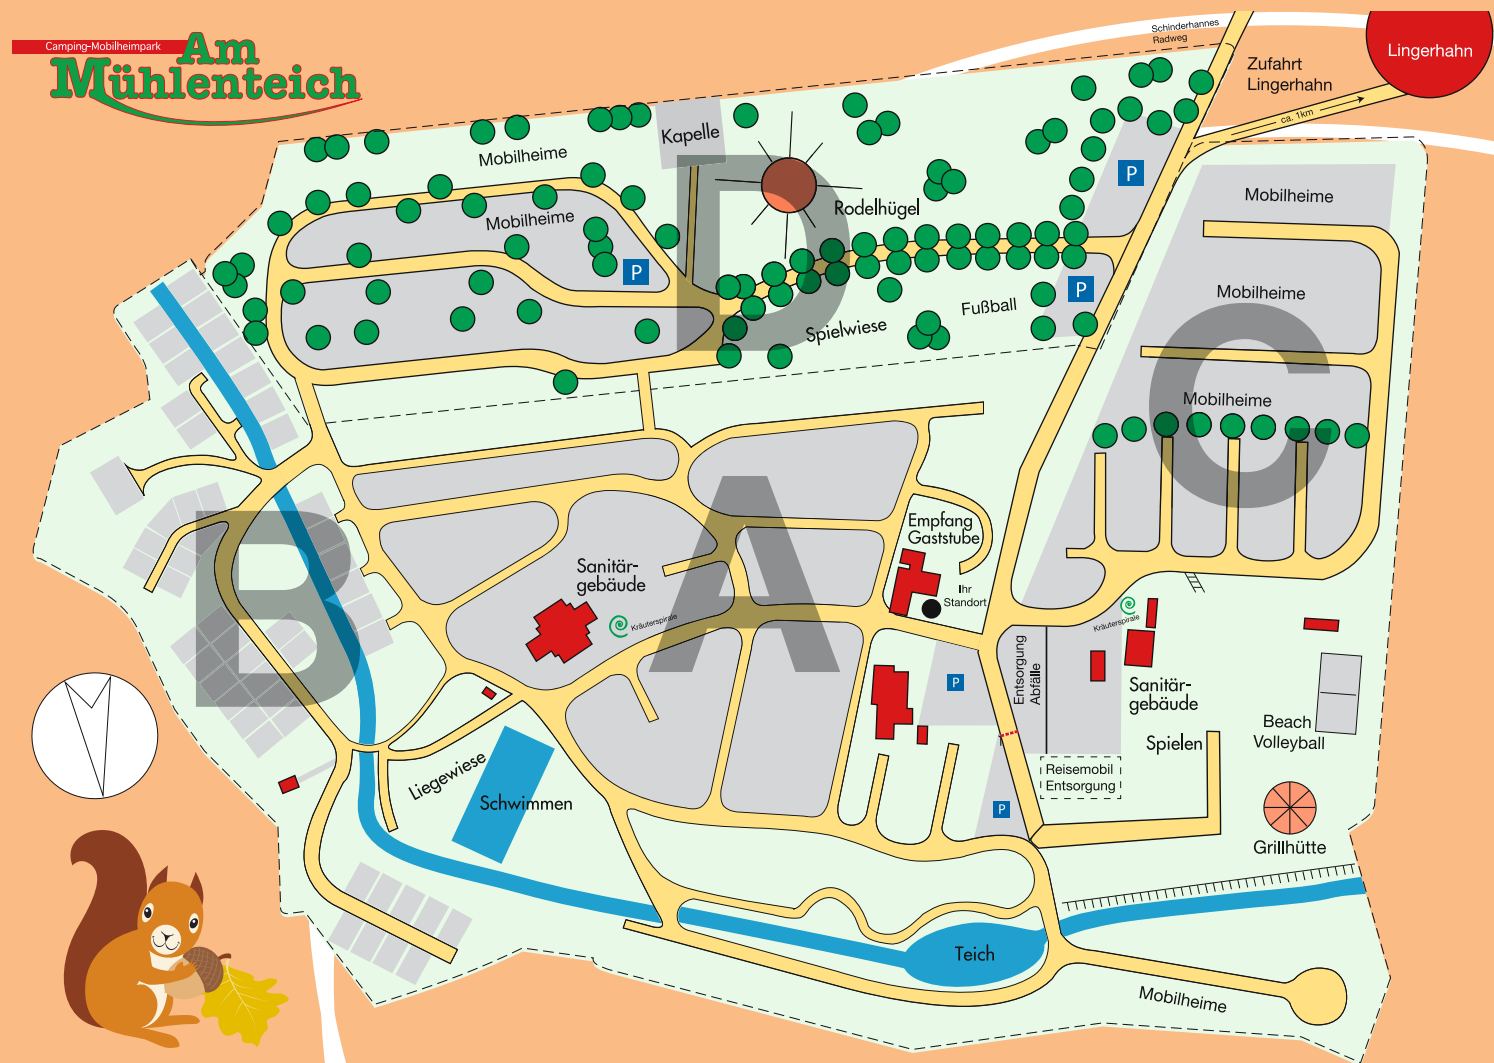 Camping-Mobilheimpark
Am
Mühlenteich
Schinderhannes
Radweg
Zufahrt
Lingerhahn
Lingerhahn
ca. 1km
Kapelle
Mobilheime
Mobilheime
P
D
Rodelhügel
P
P
Fußball
Spielwiese
Mobilheime
Mobilheime
Mobilheime
C
A
B
Empfang
Gaststube
Ihr
Standort
Sanitär-
gebäude
Kräuterspirale
Kräuterspirale
Entsorgung
Abfälle
P
Sanitär-
gebäude
Spielen
Beach
Volleyball
Reisemobil
Entsorgung
P
Grillhütte
Liegewiese
Schwimmen
Teich
Mobilheime